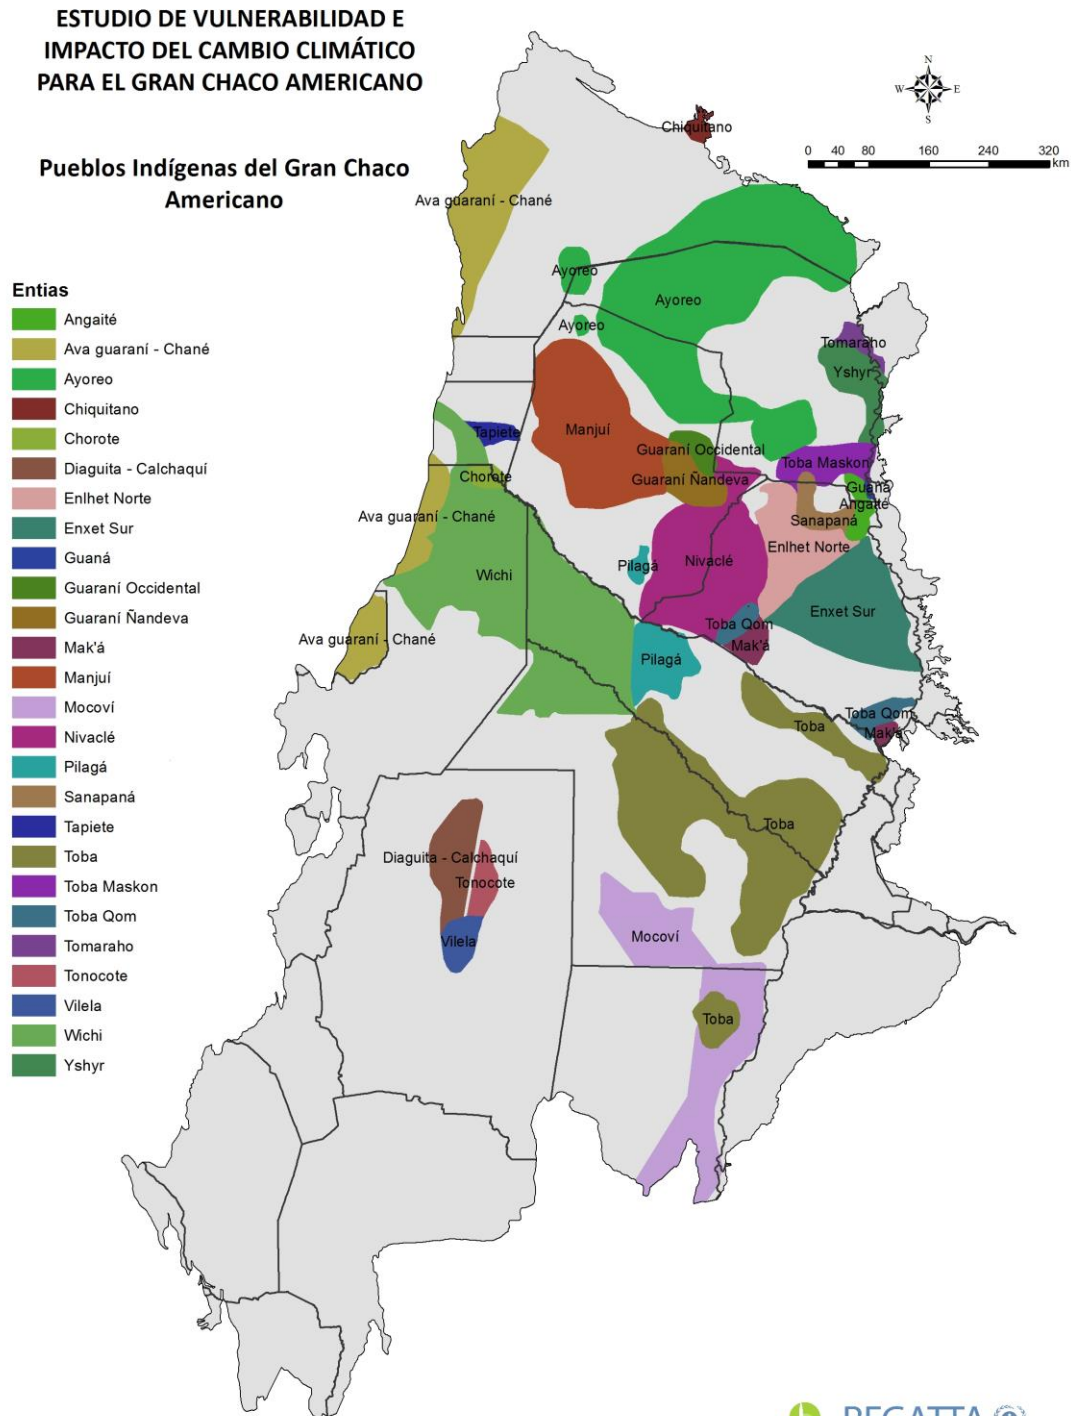 ESTUDIO DE VULNERABILIDAD E
IMPACTO DEL CAMBIO CLIMÁTICO
PARA EL GRAN CHACO AMERICANO
Pueblos Indígenas del Gran Chaco
Americano
N
W E
S
0 40 80 160 240 320
km
Entias
Angaité
Ava guaraní - Chané
Ayoreo
Chiquitano
Chorote
Diaguita - Calchaquí
Enlhet Norte
Enxet Sur
Guaná
Guaraní Occidental
Guaraní Ñandeva
Mak'á
Manjuí
Mocoví
Nivaclé
Pilagá
Sanapaná
Tapiete
Toba
Toba Maskon
Toba Qom
Tomaraho
Tonocote
Vilela
Wichi
Yshyr
Chiquitano
Ava guaraní - Chané
Ayoreo
Ayoreo
Ayoreo
Tomaraho
Yshyr
Manjuí
Tapiete
Guaraní Occidental
Toba Maskon
Chorote
Guaraní Ñandeva
Guaná
Angaité
Ava guaraní - Chané
Sanapaná
Enlhet Norte
Nivaclé
Pilagá
Wichi
Enxet Sur
Toba Qom
Ava guaraní - Chané
Mak'á
Pilagá
Toba Qom
Toba
Mak'á
Toba
Diaguita - Calchaquí
Tonocote
Mocoví
Vilela
Toba
REGATTA